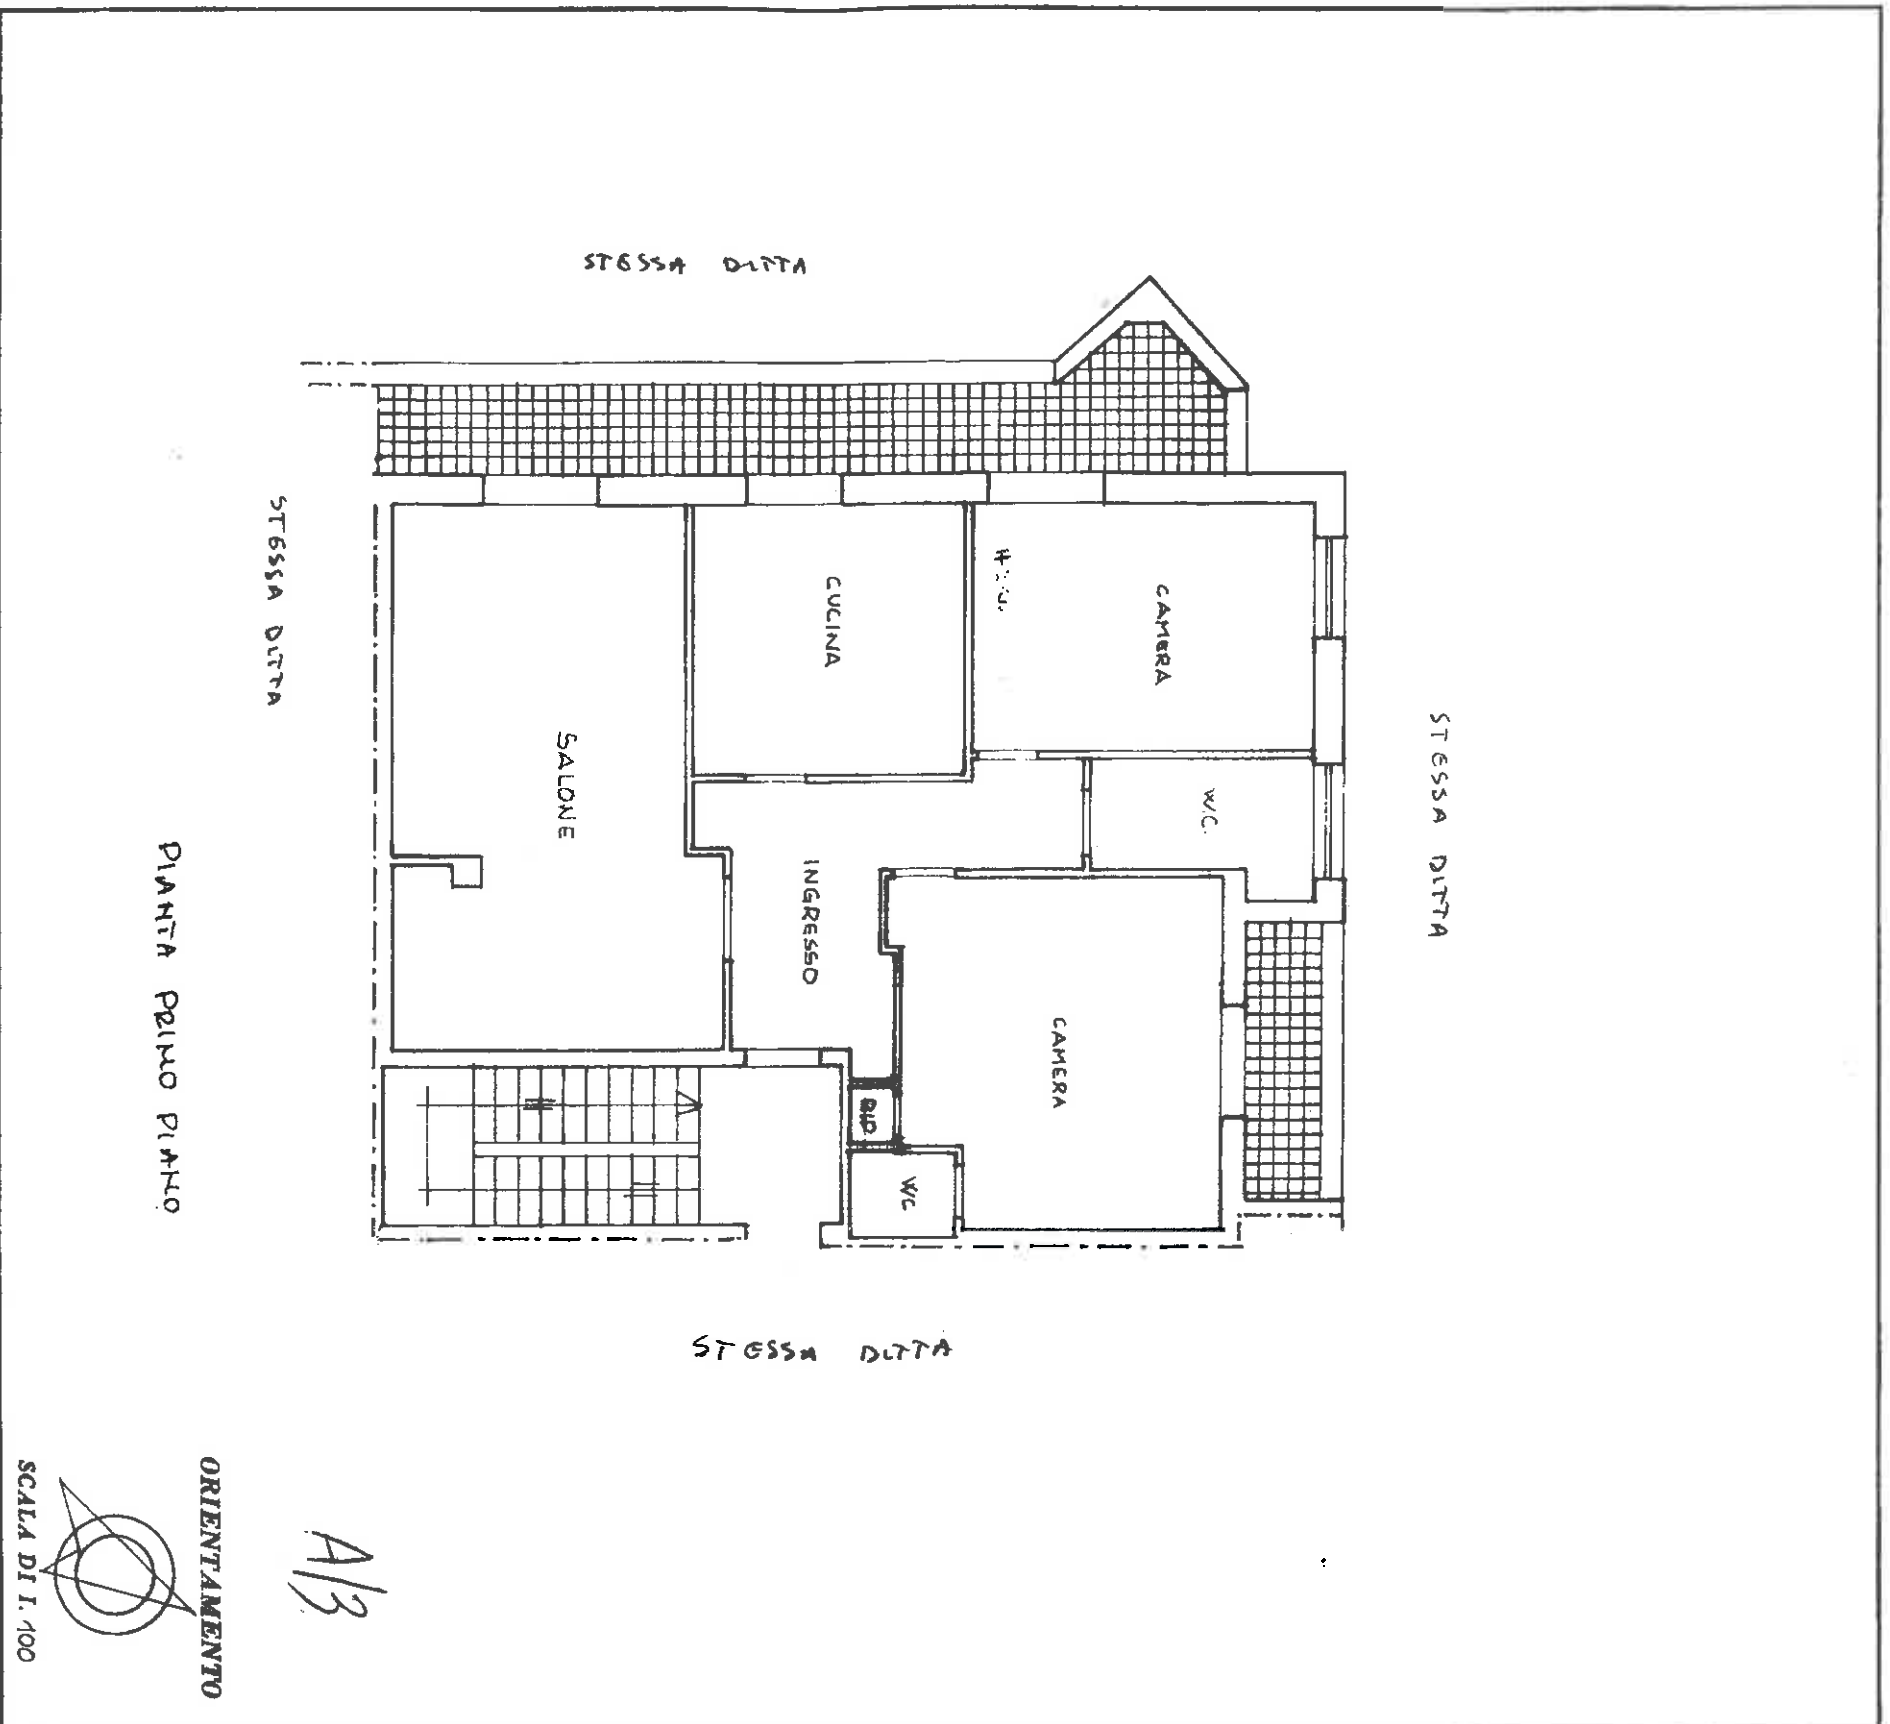 STESSA DITTA
STESSA DITTA
STESSA DITTA
CUCINA
CAMERA
SALONE
W.C.
INGRESSO
CAMERA
RIP
WC
PIANTA PRIMO PIANO
STESSA DITTA
A/3
ORIENTAMENTO
SCALA DI 1:100